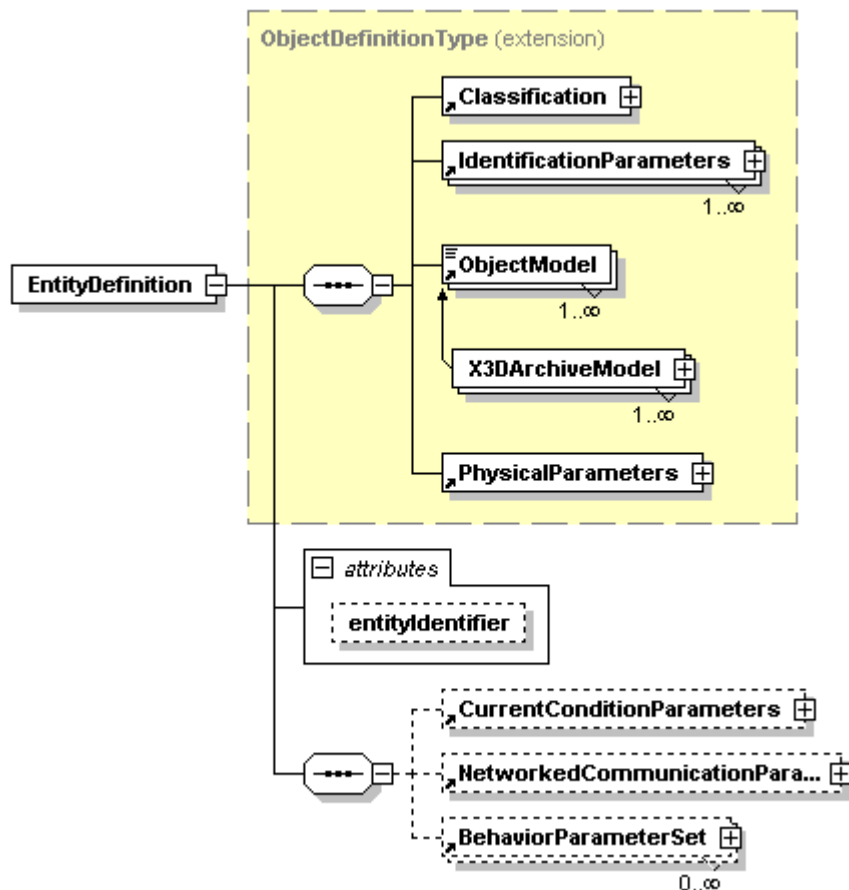 ObjectDefinitionType (extension)
Classification
IdentificationParameters
1..∞
EntityDefinition
ObjectModel
1..∞
X3DArchiveModel
1..∞
PhysicalParameters
attributes
entityIdentifier
CurrentConditionParameters
NetworkedCommunicationPara...
BehaviorParameterSet
0..∞